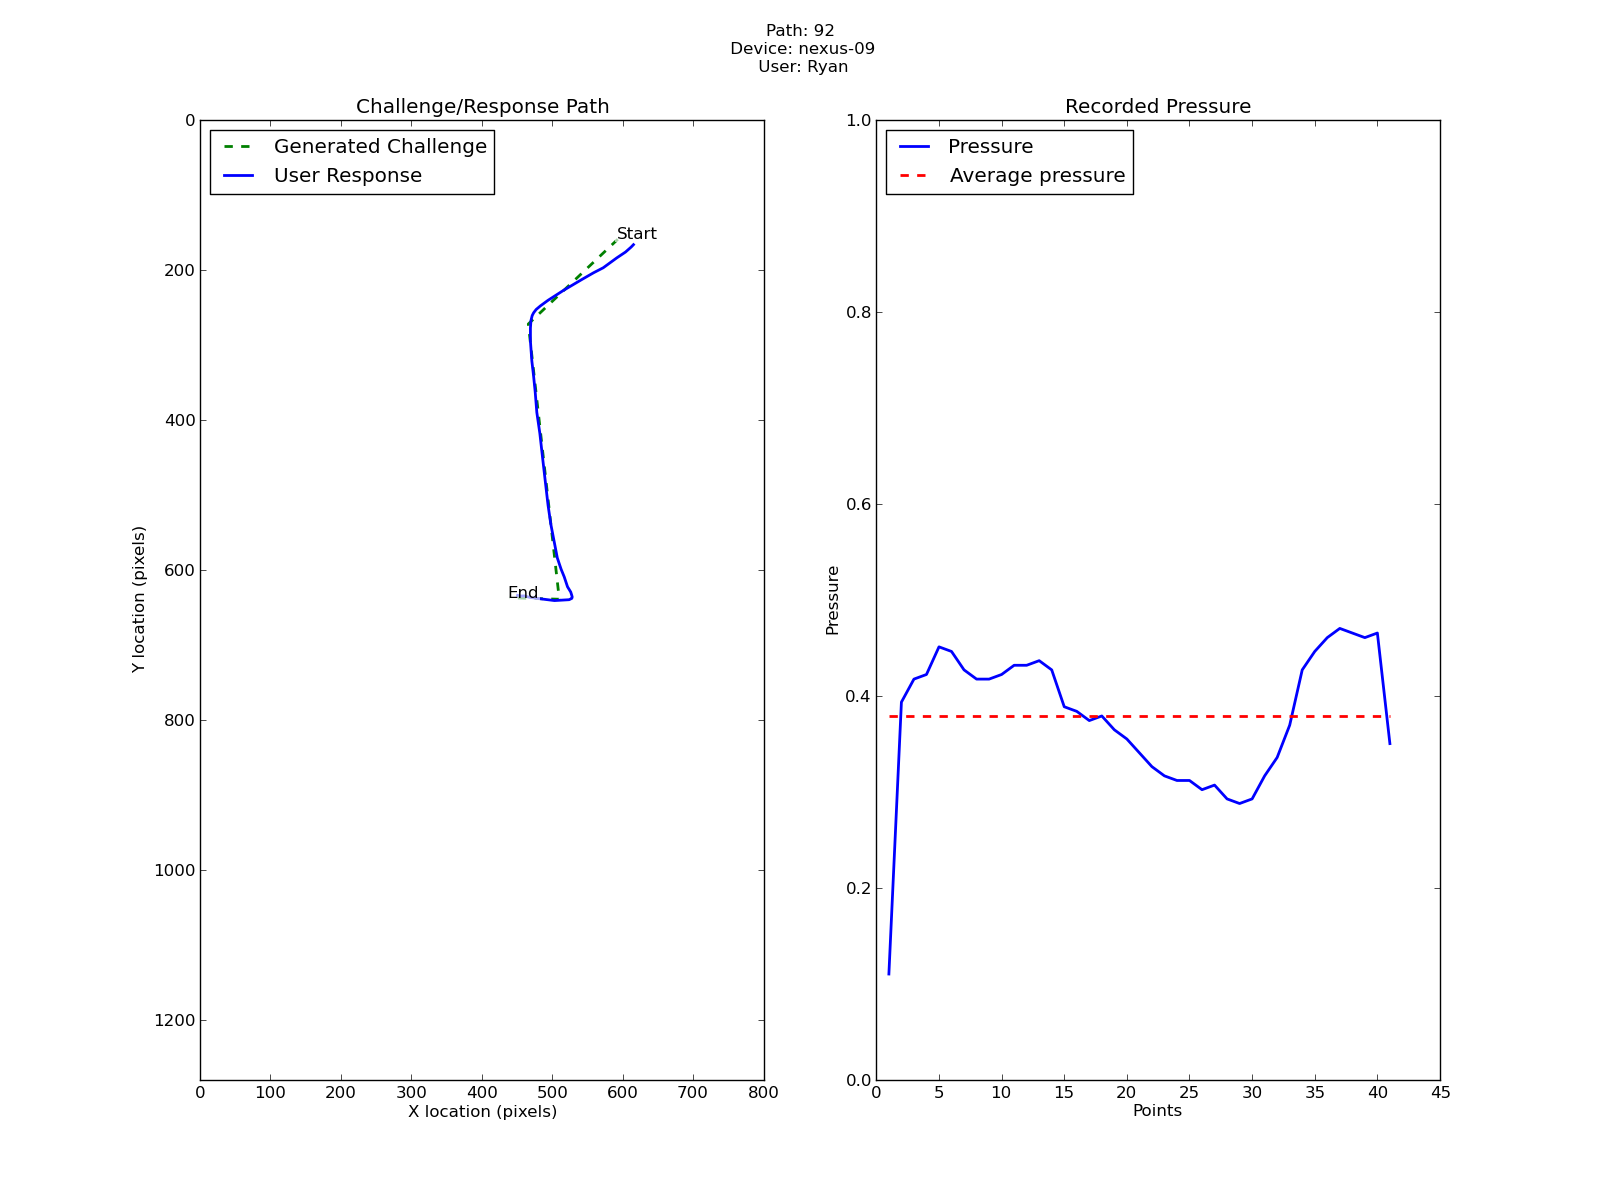 Path: 92
Device: nexus-09
User: Ryan
Challenge/Response Path
Generated Challenge
User Response
Start
End
0
200
400
600
800
1000
1200
Y location (pixels)
0 100 200 300 400 500 600 700 800
X location (pixels)
Recorded Pressure
Pressure
Average pressure
1.0
0.8
0.6
0.4
0.2
0.0
Pressure
0 5 10 15 20 25 30 35 40 45
Points